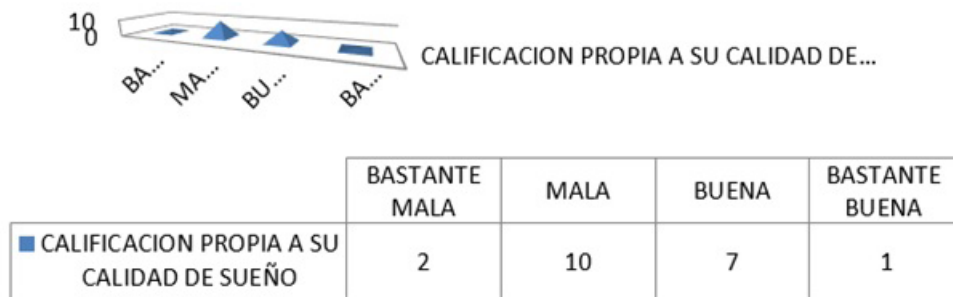 10
0
BA...
MA...
BU...
BA...
CALIFICACION PROPIA A SU CALIDAD DE...
BASTANTE
MALA
MALA
BUENA
BASTANTE
BUENA
CALIFICACION PROPIA A SU
CALIDAD DE SUEÑO
2
10
7
1